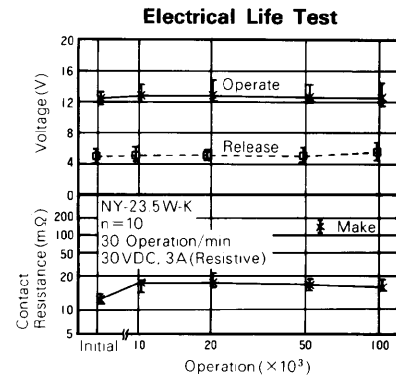 Electrical Life Test
Voltage (V)
20
16
12
8
4
0
Operate
Release
Contact
Resistance (mΩ)
200
100
50
20
10
5
NY-23.5W-K
n=10
30 Operation/min
30VDC, 3A(Resistive)
Make
Initial
10
20
50
100
Operation (×10³)